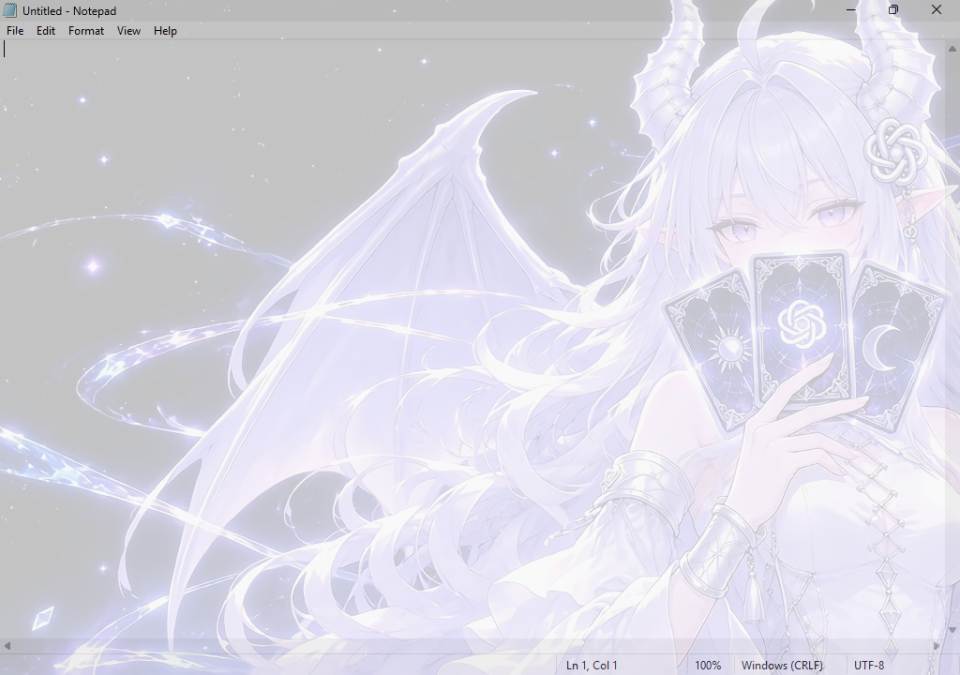 Untitled - Notepad
File Edit Format View Help
Ln 1, Col 1 100% Windows (CRLF) UTF-8